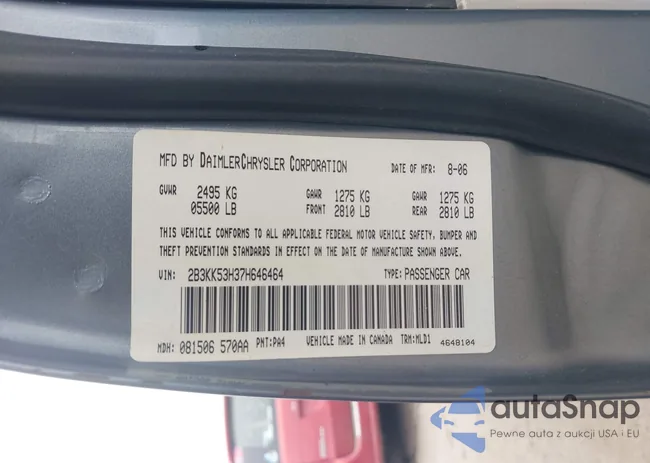 MFD BY DAIMLERCHRYSLER CORPORATION DATE OF MFR: 8-06
GVWR 2495 KG GAWR 1275 KG GAWR 1275 KG
05500 LB FRONT 2810 LB REAR 2810 LB
THIS VEHICLE CONFORMS TO ALL APPLICABLE FEDERAL MOTOR VEHICLE SAFETY, BUMPER AND
THEFT PREVENTION STANDARDS IN EFFECT ON THE DATE OF MANUFACTURE SHOWN ABOVE.
VIN: 2B3KK53H37H646464 TYPE: PASSENGER CAR
MDH: 081506 570AA PNT:PA4 VEHICLE MADE IN CANADA TRM:MLD1 4648104
autaSnap
Pewne auta z aukcji USA i EU